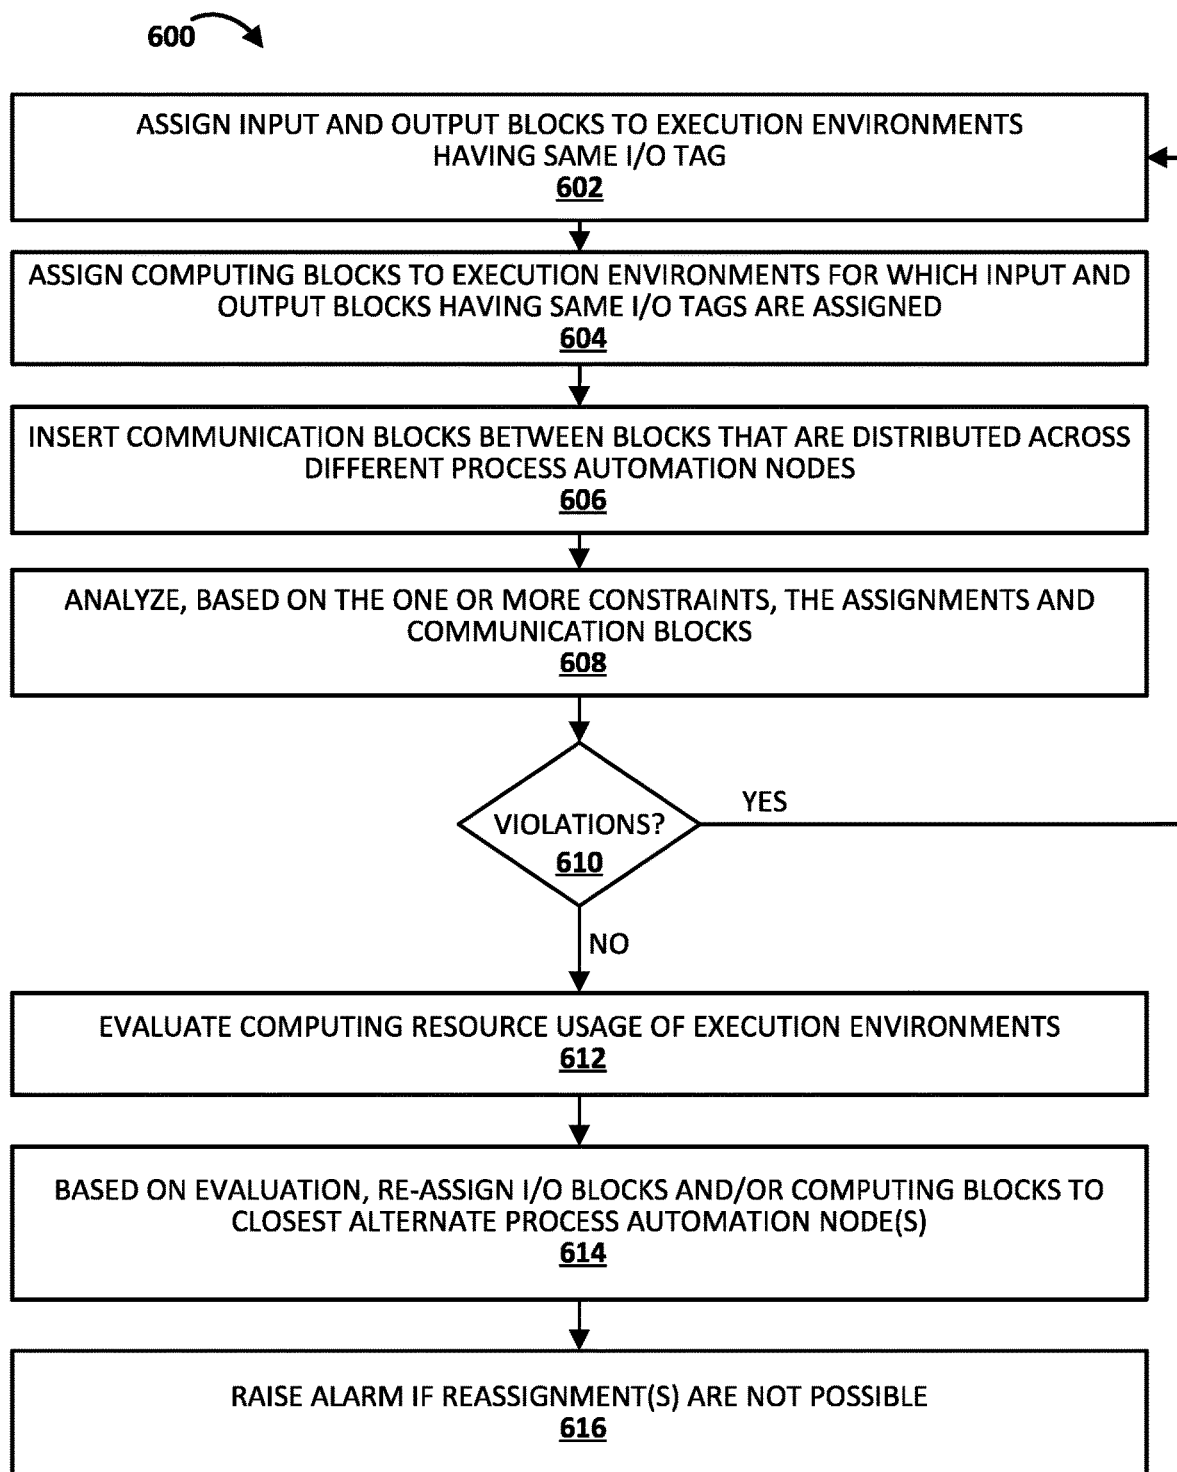 600
ASSIGN INPUT AND OUTPUT BLOCKS TO EXECUTION ENVIRONMENTS
HAVING SAME I/O TAG
602
ASSIGN COMPUTING BLOCKS TO EXECUTION ENVIRONMENTS FOR WHICH INPUT AND
OUTPUT BLOCKS HAVING SAME I/O TAGS ARE ASSIGNED
604
INSERT COMMUNICATION BLOCKS BETWEEN BLOCKS THAT ARE DISTRIBUTED ACROSS
DIFFERENT PROCESS AUTOMATION NODES
606
ANALYZE, BASED ON THE ONE OR MORE CONSTRAINTS, THE ASSIGNMENTS AND
COMMUNICATION BLOCKS
608
YES
VIOLATIONS?
610
NO
EVALUATE COMPUTING RESOURCE USAGE OF EXECUTION ENVIRONMENTS
612
BASED ON EVALUATION, RE-ASSIGN I/O BLOCKS AND/OR COMPUTING BLOCKS TO
CLOSEST ALTERNATE PROCESS AUTOMATION NODE(S)
614
RAISE ALARM IF REASSIGNMENT(S) ARE NOT POSSIBLE
616